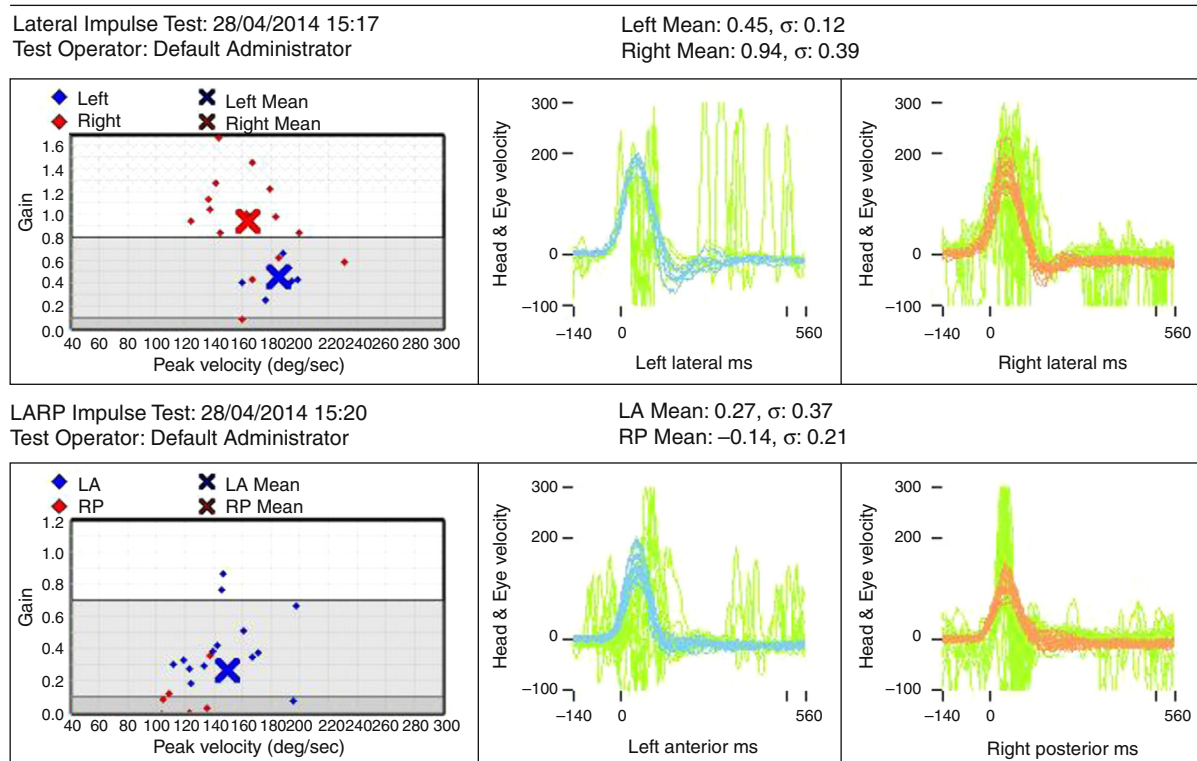 Lateral Impulse Test: 28/04/2014 15:17
Test Operator: Default Administrator
Left Mean: 0.45, σ: 0.12
Right Mean: 0.94, σ: 0.39
Left
Left Mean
Right
Right Mean
Gain
1.6
1.4
1.2
1.0
0.8
0.6
0.4
0.2
0.0
40 60 80 100 120 140 160 180 200 220 240 260 280 300
Peak velocity (deg/sec)
Head & Eye velocity
300
200
0
–100
–140
0
560
Left lateral ms
Head & Eye velocity
300
200
0
–100
–140
0
560
Right lateral ms
LARP Impulse Test: 28/04/2014 15:20
Test Operator: Default Administrator
LA Mean: 0.27, σ: 0.37
RP Mean: –0.14, σ: 0.21
LA
LA Mean
RP
RP Mean
Gain
1.2
1.0
0.8
0.6
0.4
0.2
0.0
40 60 80 100 120 140 160 180 200 220 240 260 280 300
Peak velocity (deg/sec)
Head & Eye velocity
300
200
0
–100
–140
0
560
Left anterior ms
Head & Eye velocity
300
200
0
–100
–140
0
560
Right posterior ms